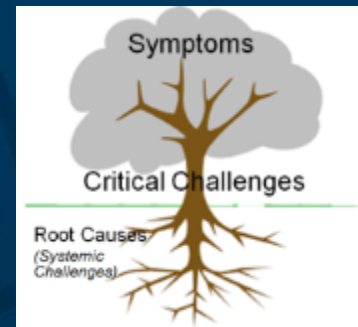 Symptoms
Critical Challenges
Root Causes
(Systemic
Challenges)